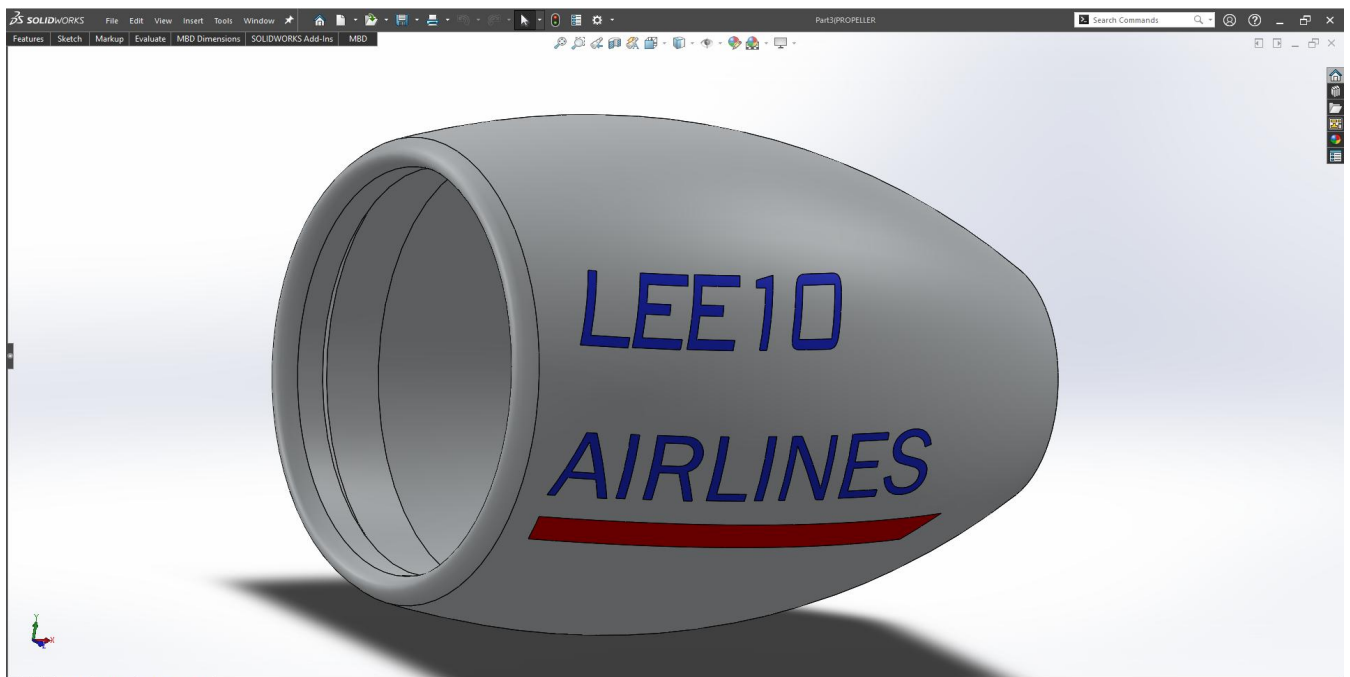 SOLIDWORKS File Edit View Insert Tools Window Part3(PROPELLER Search Commands
Features Sketch Markup Evaluate MBD Dimensions SOLIDWORKS Add-Ins MBD
LEE10
AIRLINES
Y
X
Z